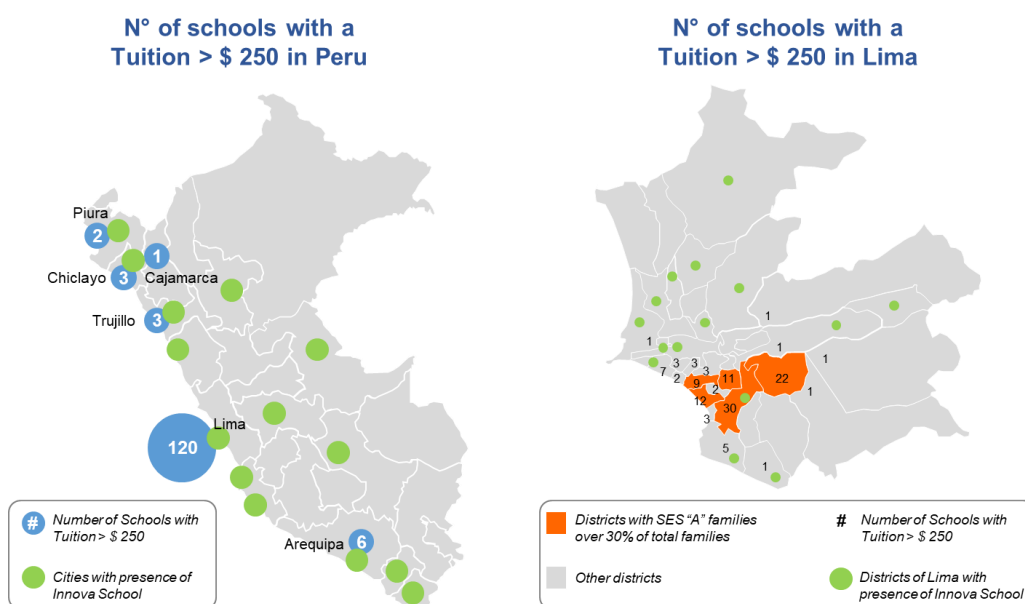 N° of schools with a
Tuition > $ 250 in Peru
Piura
2
1
3
Chiclayo
Cajamarca
Trujillo
3
Lima
120
Arequipa
6
#
Number of Schools with
Tuition > $ 250
Cities with presence of
Innova School
N° of schools with a
Tuition > $ 250 in Lima
1
1
1
1
3
3
3
7
2
9
11
2
22
1
12
30
3
5
1
Districts with SES "A" families
over 30% of total families
Other districts
#
Number of Schools with
Tuition > $ 250
Districts of Lima with
presence of Innova School